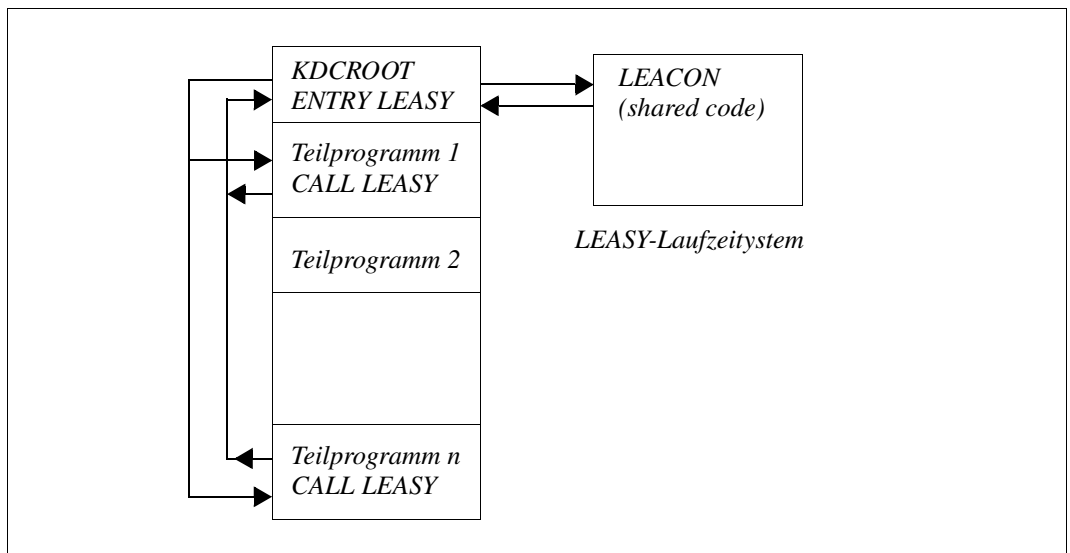 KDCROOT
ENTRY LEASY
Teilprogramm 1
CALL LEASY
Teilprogramm 2
Teilprogramm n
CALL LEASY
LEACON
(shared code)
LEASY-Laufzeitystem